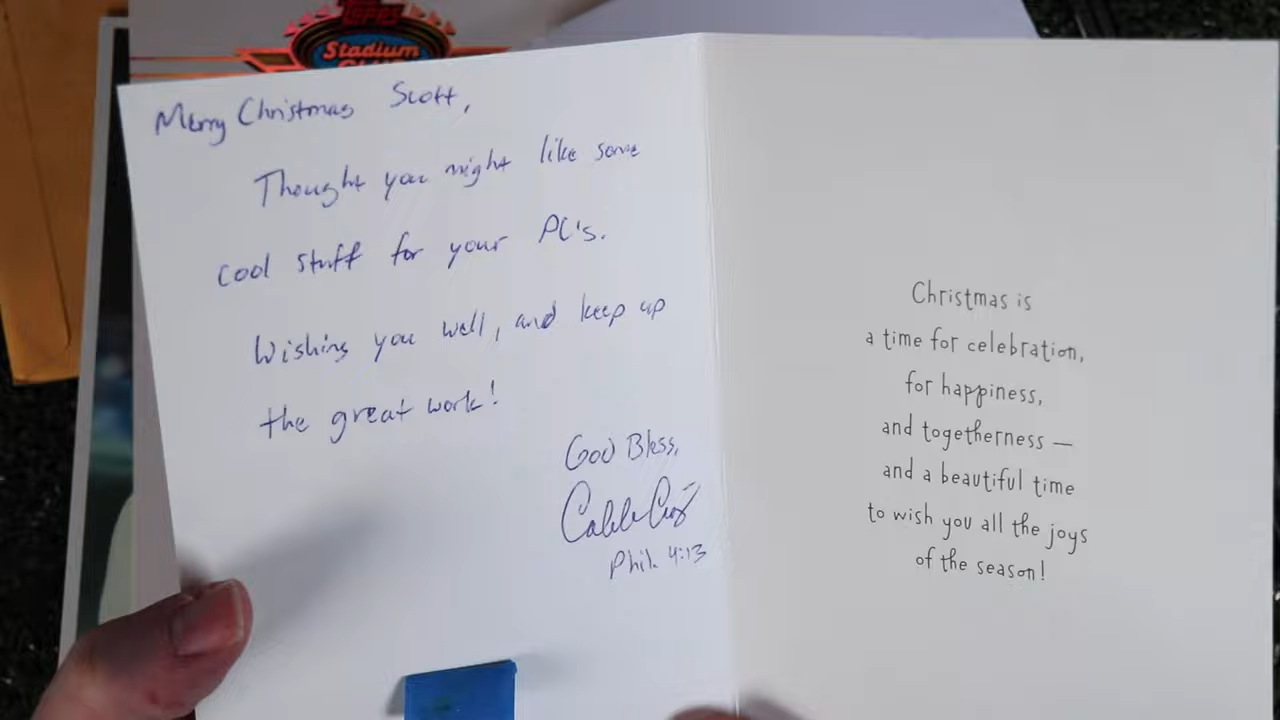 TOPPS
Stadium
Merry Christmas Scott,
Thought you might like some
cool stuff for your PC's.
Wishing you well, and keep up
the great work!
God Bless,
Phil. 4:13
Christmas is
a time for celebration,
for happiness,
and togetherness —
and a beautiful time
to wish you all the joys
of the season!